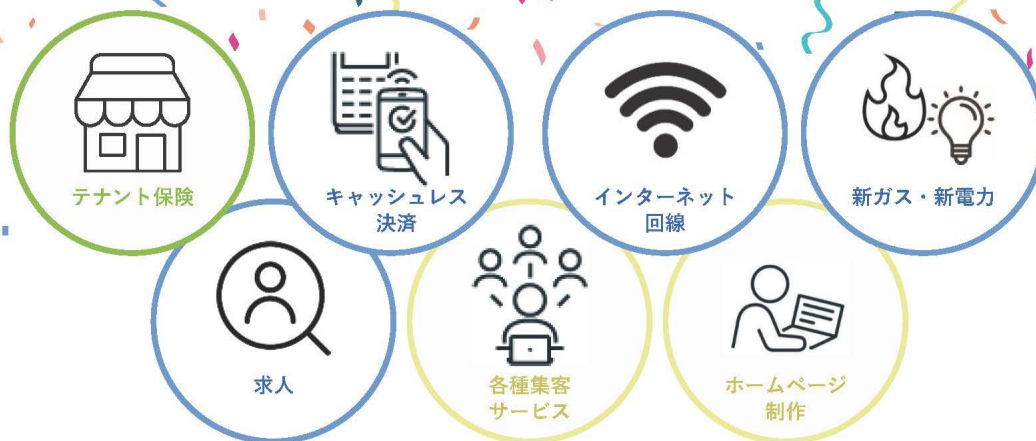 テナント保険
キャッシュレス
決済
インターネット
回線
新ガス・新電力
求人
各種集客
サービス
ホームページ
制作